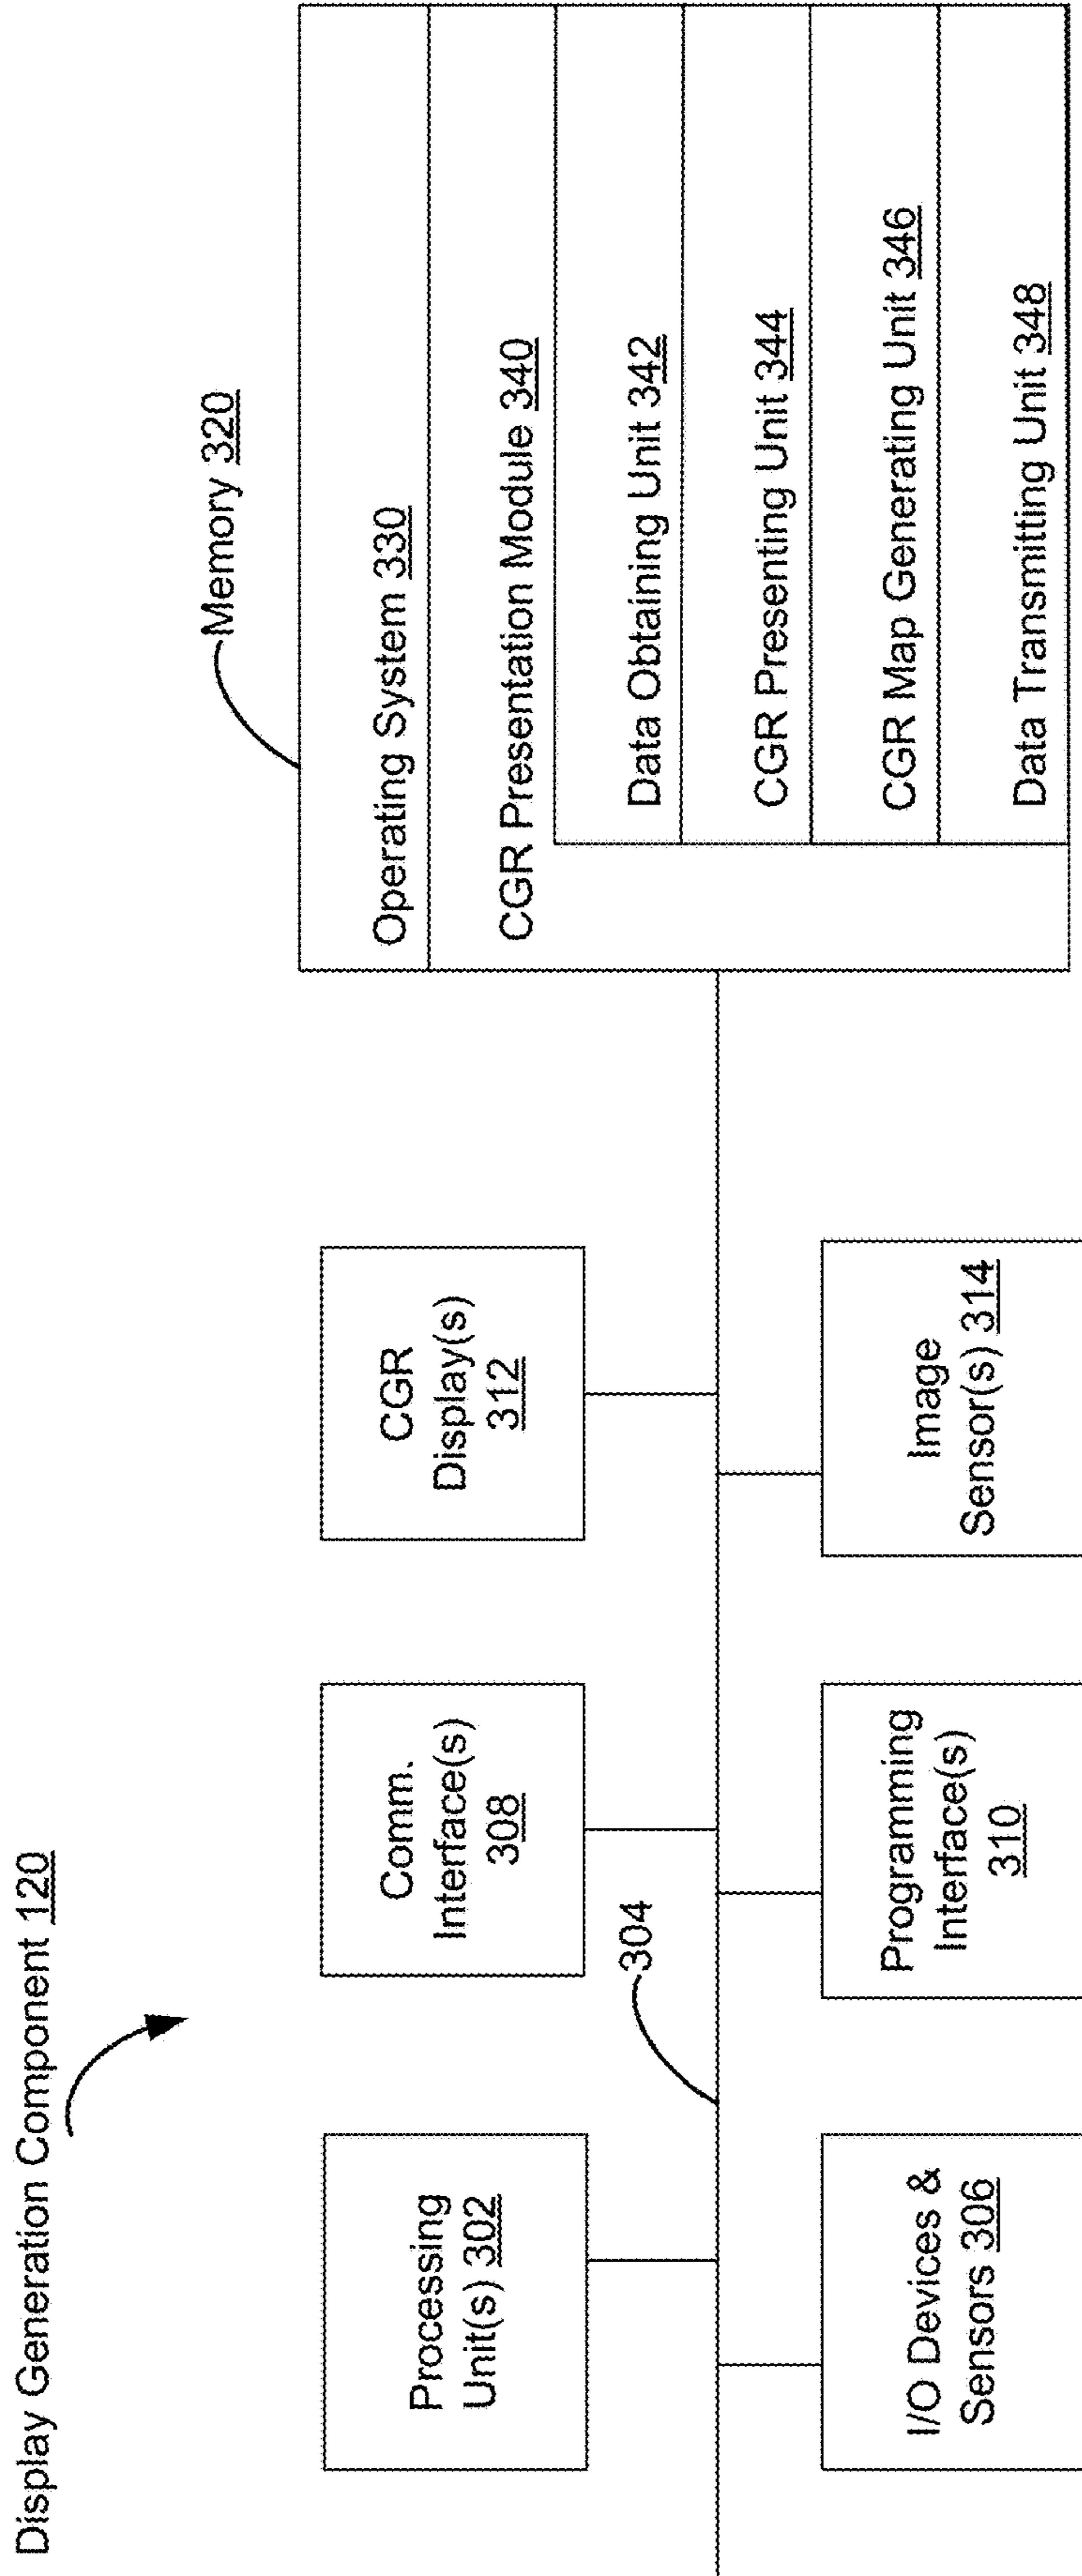 Display Generation Component 120
Memory 320
Processing
Unit(s) 302
Comm.
Interface(s)
308
CGR
Display(s)
312
304
I/O Devices &
Sensors 306
Programming
Interface(s)
310
Image
Sensor(s) 314
Operating System 330
CGR Presentation Module 340
Data Obtaining Unit 342
CGR Presenting Unit 344
CGR Map Generating Unit 346
Data Transmitting Unit 348